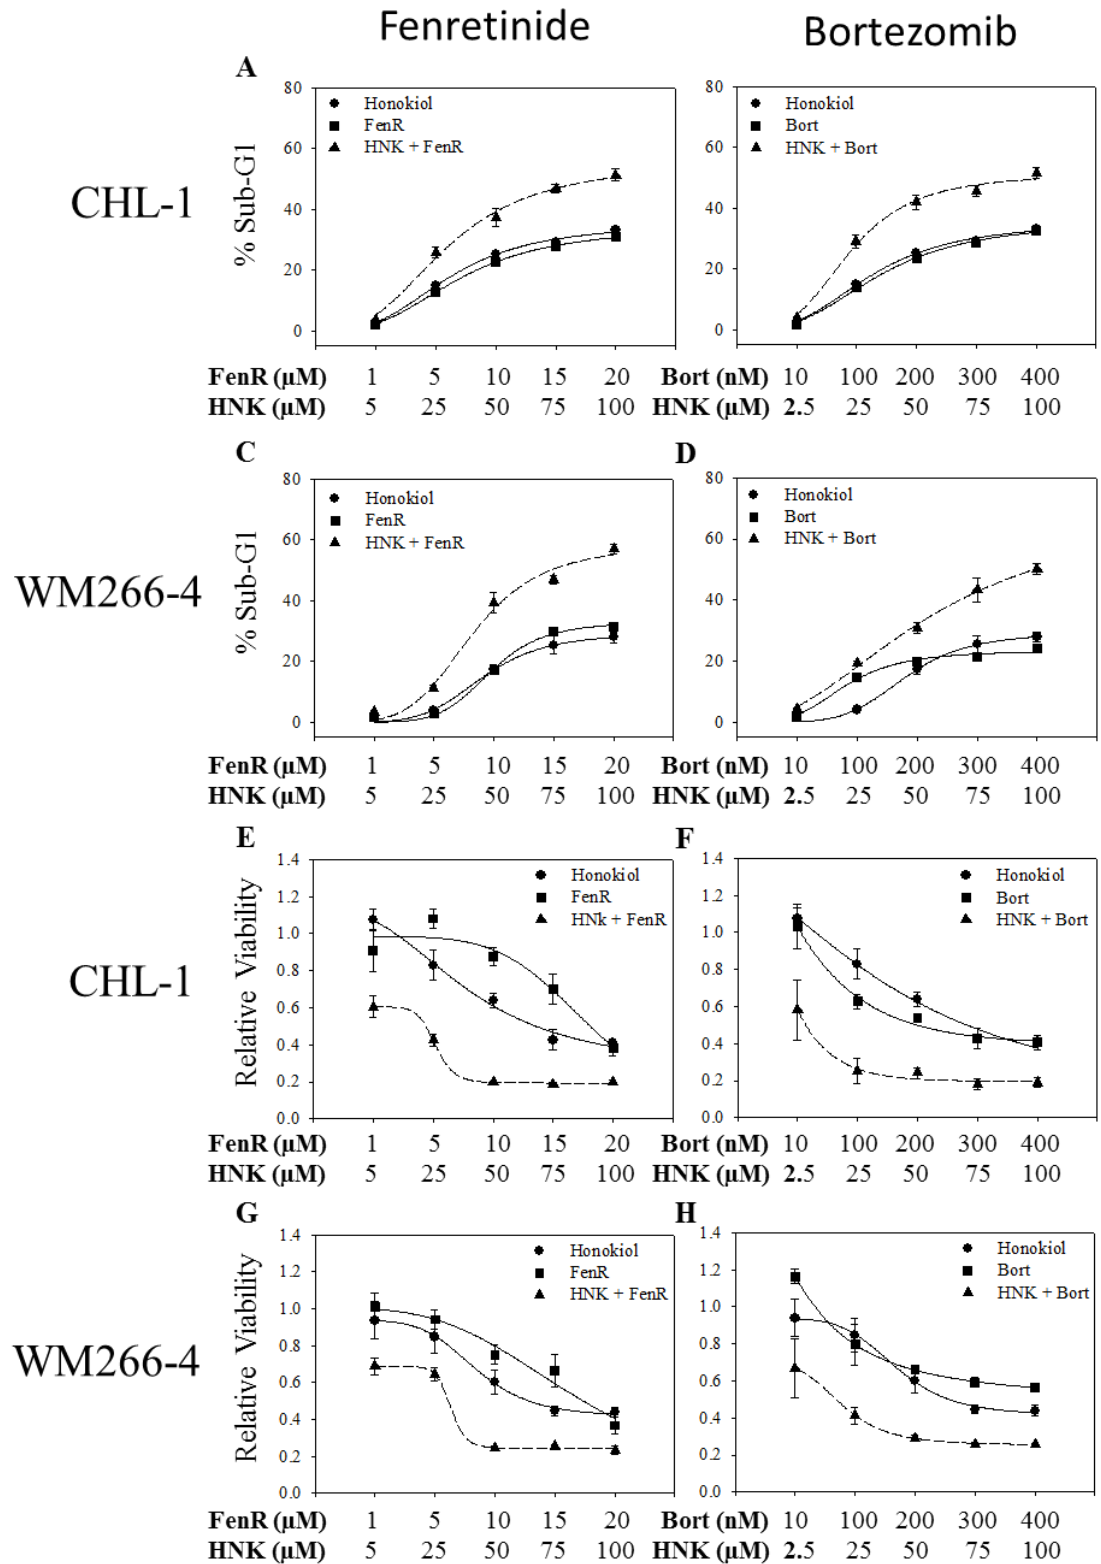 Fenretinide Bortezomib
A
CHL-1
% Sub-G1
80
60
40
20
0
Honokiol
FenR
HNK + FenR
80
60
40
20
0
Honokiol
Bort
HNK + Bort
FenR (μM) 1 5 10 15 20
HNK (μM) 5 25 50 75 100
Bort (nM) 10 100 200 300 400
HNK (μM) 2.5 25 50 75 100
C
WM266-4
% Sub-G1
80
60
40
20
0
Honokiol
FenR
HNK + FenR
D
80
60
40
20
0
Honokiol
Bort
HNK + Bort
FenR (μM) 1 5 10 15 20
HNK (μM) 5 25 50 75 100
Bort (nM) 10 100 200 300 400
HNK (μM) 2.5 25 50 75 100
E
CHL-1
Relative Viability
1.4
1.2
1.0
0.8
0.6
0.4
0.2
0.0
Honokiol
FenR
HNk + FenR
F
1.4
1.2
1.0
0.8
0.6
0.4
0.2
0.0
Honokiol
Bort
HNK + Bort
FenR (μM) 1 5 10 15 20
HNK (μM) 5 25 50 75 100
Bort (nM) 10 100 200 300 400
HNK (μM) 2.5 25 50 75 100
G
WM266-4
Relative Viability
1.4
1.2
1.0
0.8
0.6
0.4
0.2
0.0
Honokiol
FenR
HNK + FenR
H
1.4
1.2
1.0
0.8
0.6
0.4
0.2
0.0
Honokiol
Bort
HNK + Bort
FenR (μM) 1 5 10 15 20
HNK (μM) 5 25 50 75 100
Bort (nM) 10 100 200 300 400
HNK (μM) 2.5 25 50 75 100